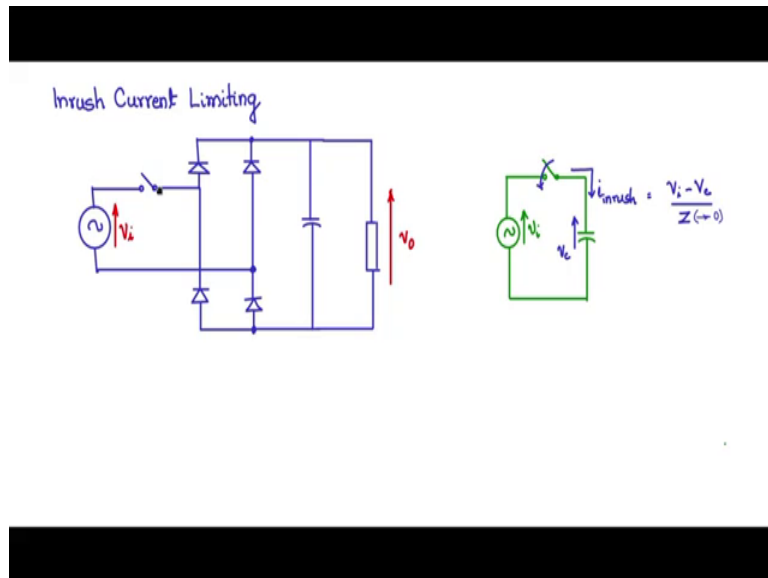 Inrush Current Limiting
vi
vo
vi
vc
iinrush = vi - vc / Z(→0)